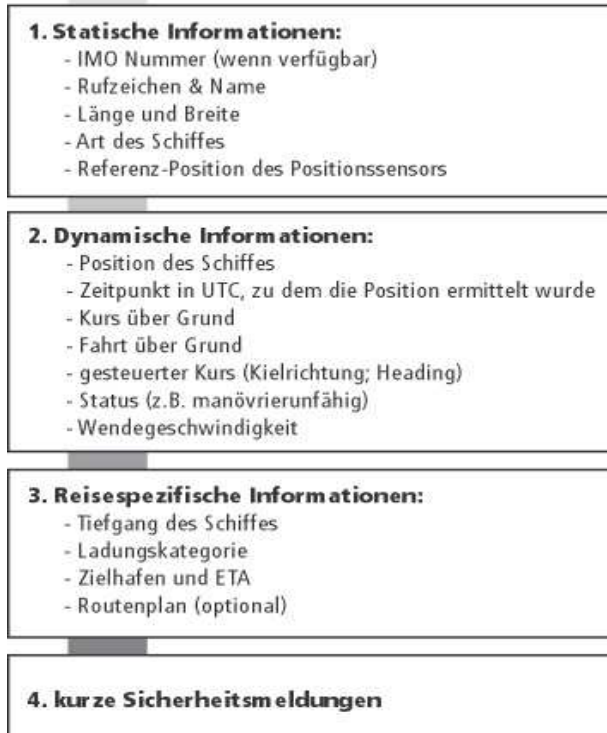 1. Statische Informationen:
- IMO Nummer (wenn verfügbar)
- Rufzeichen & Name
- Länge und Breite
- Art des Schiffes
- Referenz-Position des Positionssensors
2. Dynamische Informationen:
- Position des Schiffes
- Zeitpunkt in UTC, zu dem die Position ermittelt wurde
- Kurs über Grund
- Fahrt über Grund
- gesteuerter Kurs (Kielrichtung; Heading)
- Status (z.B. manövrierunfähig)
- Wendegeschwindigkeit
3. Reisespezifische Informationen:
- Tiefgang des Schiffes
- Ladungskategorie
- Zielhafen und ETA
- Routenplan (optional)
4. kurze Sicherheitsmeldungen